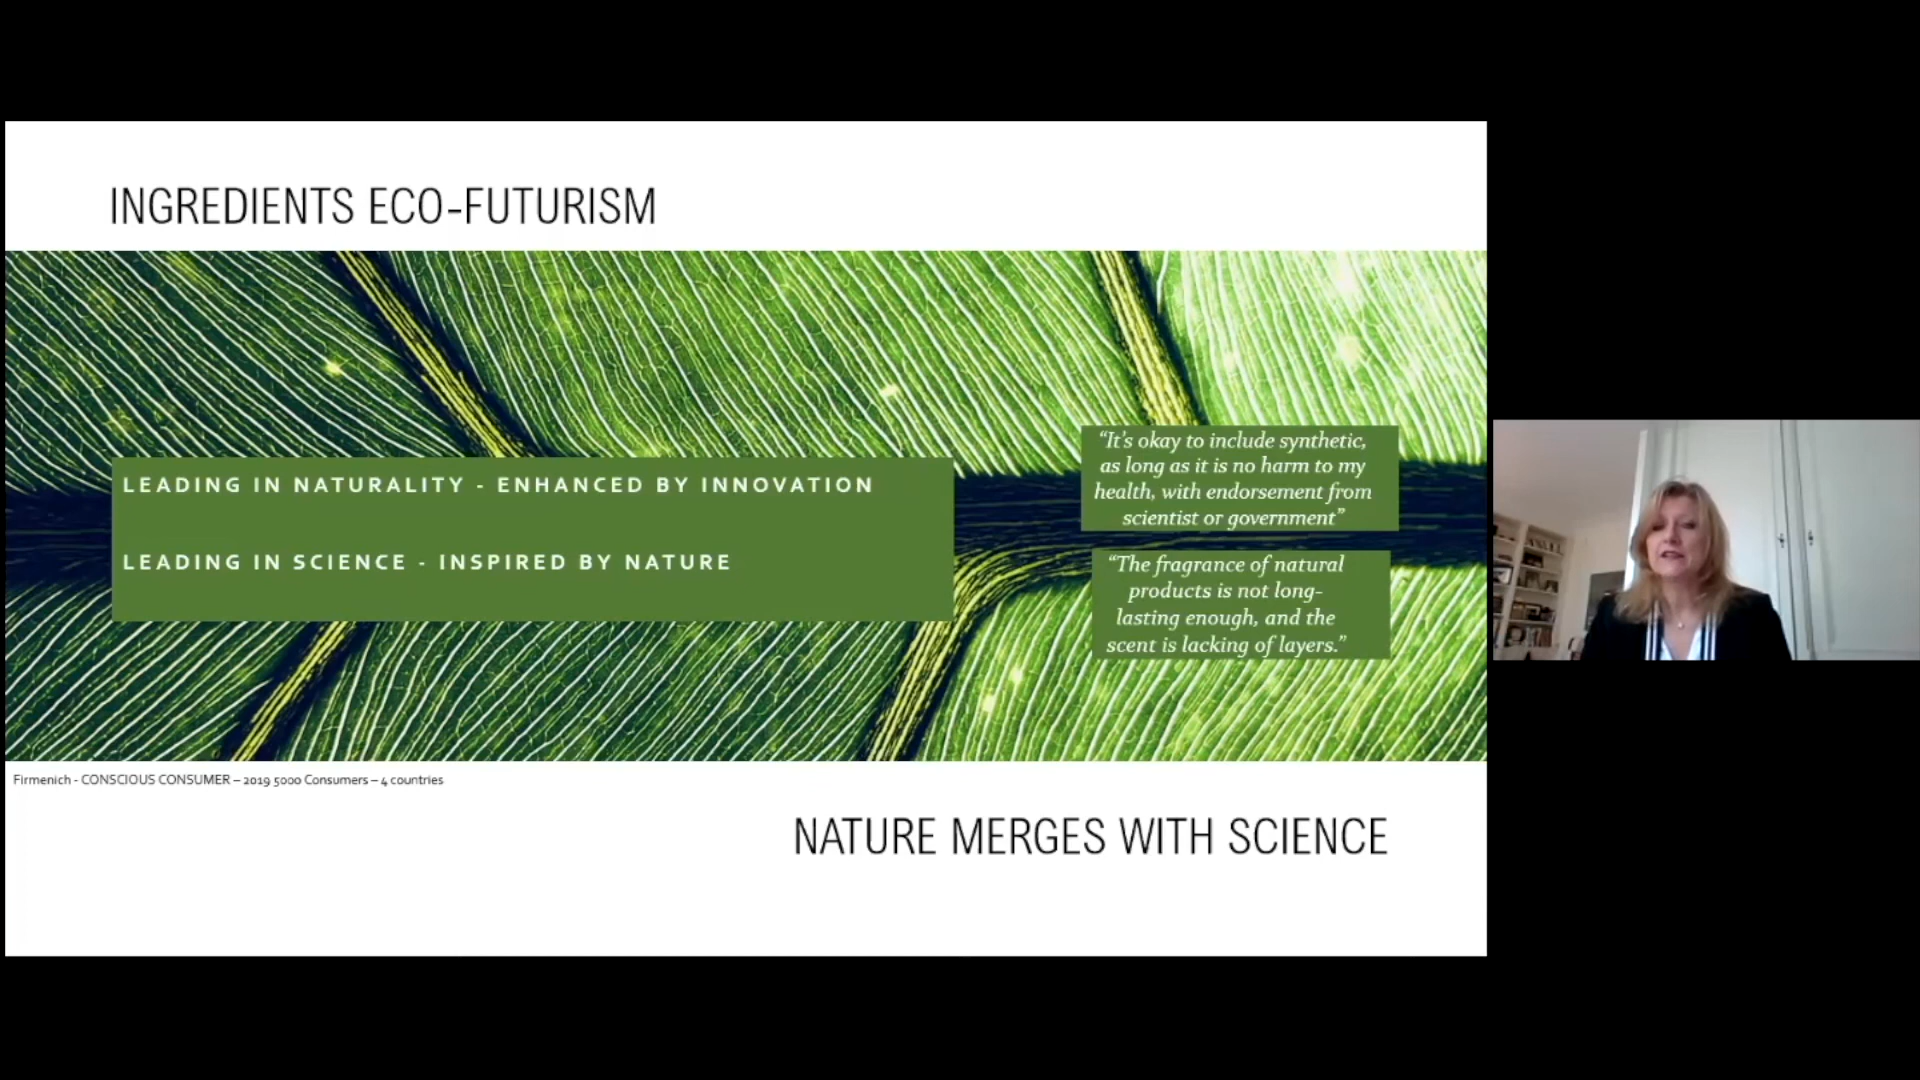 INGREDIENTS ECO-FUTURISM
LEADING IN NATURALITY - ENHANCED BY INNOVATION
LEADING IN SCIENCE - INSPIRED BY NATURE
“It’s okay to include synthetic,
as long as it is no harm to my
health, with endorsement from
scientist or government”
“The fragrance of natural
products is not long-
lasting enough, and the
scent is lacking of layers.”
Firmenich - CONSCIOUS CONSUMER – 2019 5000 Consumers – 4 countries
NATURE MERGES WITH SCIENCE